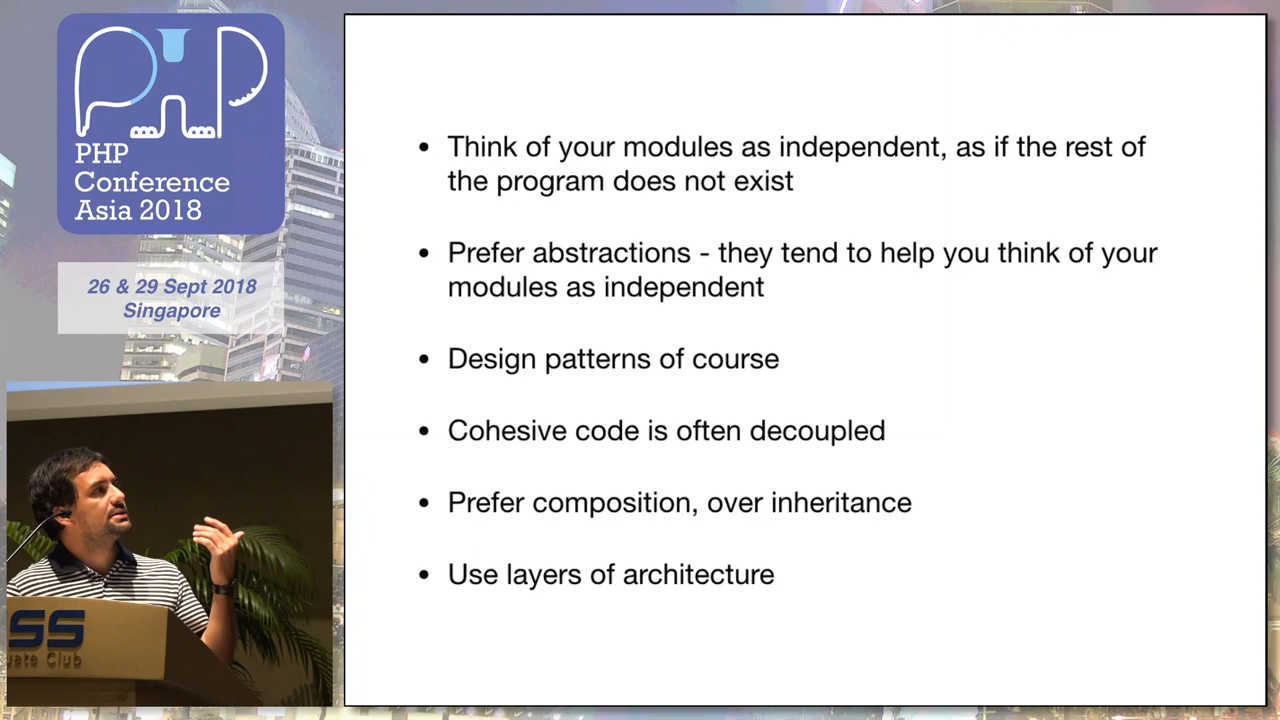 PHP
Conference
Asia 2018
26 & 29 Sept 2018
Singapore
• Think of your modules as independent, as if the rest of
the program does not exist
• Prefer abstractions - they tend to help you think of your
modules as independent
• Design patterns of course
• Cohesive code is often decoupled
• Prefer composition, over inheritance
• Use layers of architecture
SS
Club